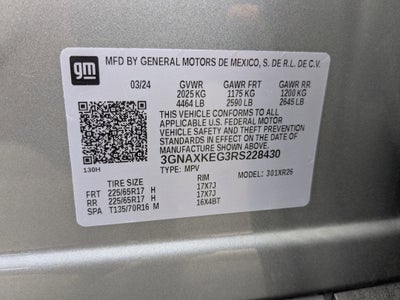 gm
MFD BY GENERAL MOTORS DE MEXICO, S. DE R.L. DE C.V.
03/24 GVWR GAWR FRT GAWR RR
2025 KG 1175 KG 1200 KG
4464 LB 2590 LB 2645 LB
THIS VEHICLE CONFORMS TO ALL
APPLICABLE U.S. FEDERAL MOTOR
VEHICLE SAFETY STANDARDS IN
EFFECT ON THE DATE OF
MANUFACTURE SHOWN ABOVE.
3GNAXKEG3RS228430
TYPE: MPV MODEL: 301XR26
130H
TIRE SIZE RIM
FRT 225/65R17 H 17X7J
RR 225/65R17 H 17X7J
SPA T135/70R16 M 16X4BT